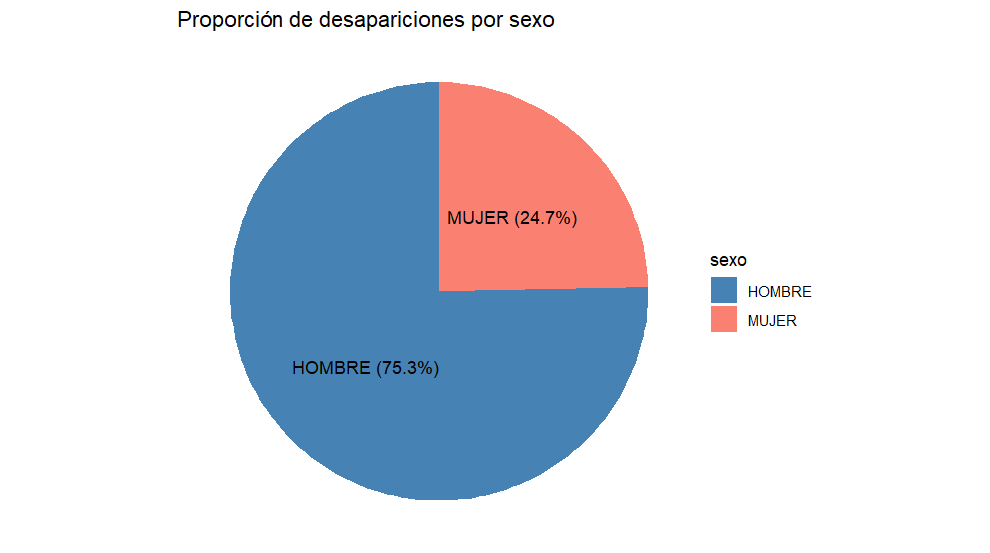 Proporción de desapariciones por sexo
MUJER (24.7%)
HOMBRE (75.3%)
sexo
HOMBRE
MUJER